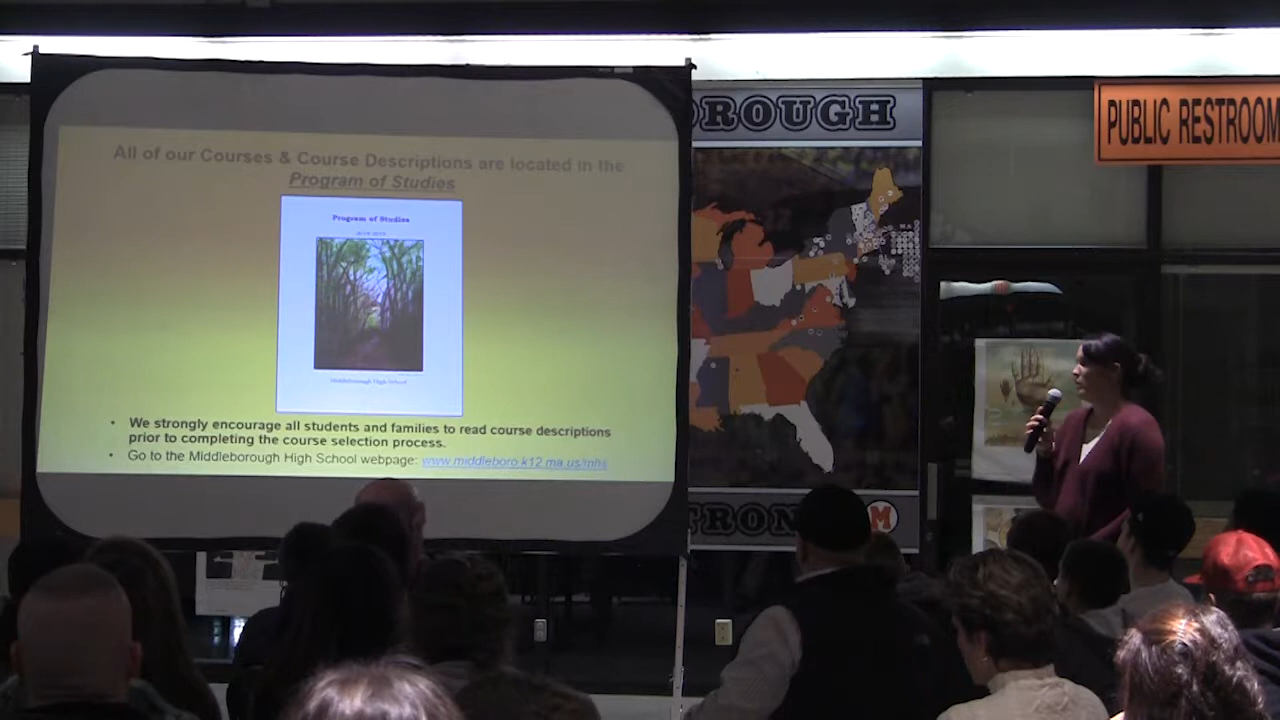 All of our Courses & Course Descriptions are located in the
Program of Studies
Program of Studies
Middleborough High School
• We strongly encourage all students and families to read course descriptions
prior to completing the course selection process.
• Go to the Middleborough High School webpage: www.middleboro.k12.ma.us/mhs
OROUGH
TRON
M
PUBLIC RESTROOM